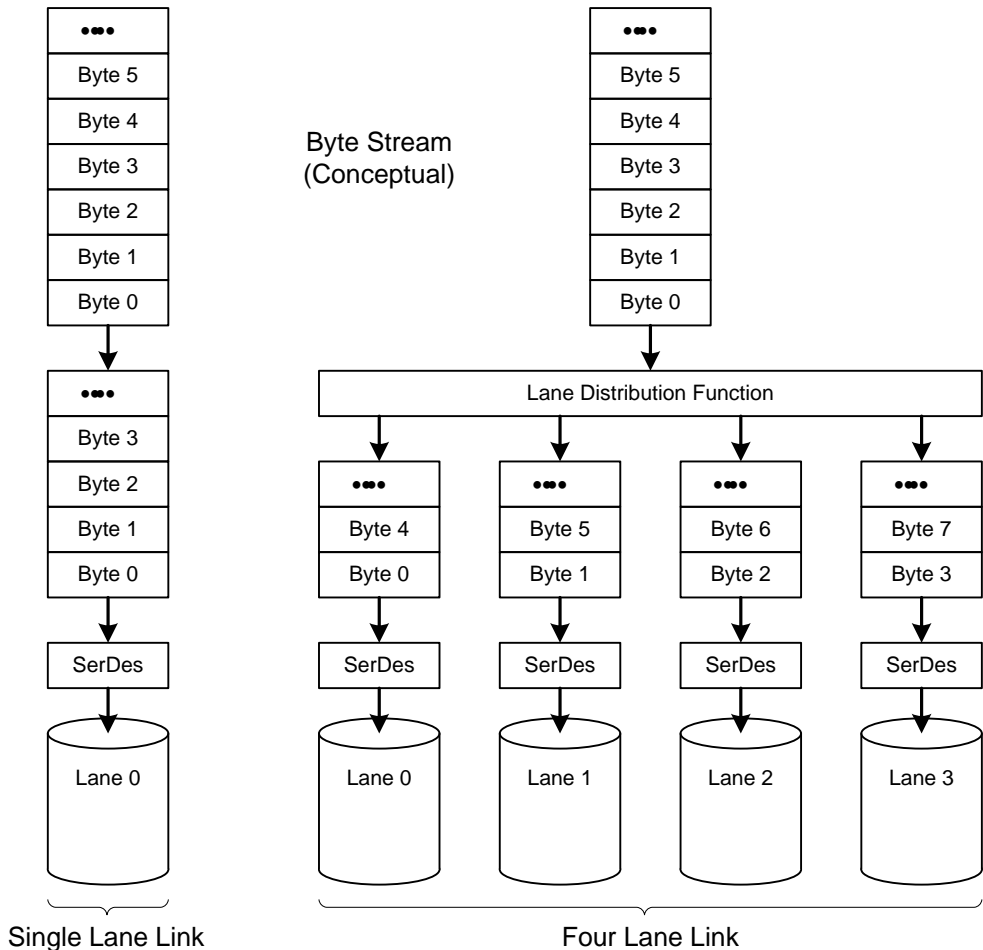 ••••
Byte 5
Byte 4
Byte 3
Byte 2
Byte 1
Byte 0
••••
Byte 3
Byte 2
Byte 1
Byte 0
SerDes
Lane 0
Single Lane Link
Byte Stream
(Conceptual)
••••
Byte 5
Byte 4
Byte 3
Byte 2
Byte 1
Byte 0
Lane Distribution Function
••••
Byte 4
Byte 0
SerDes
Lane 0
••••
Byte 5
Byte 1
SerDes
Lane 1
••••
Byte 6
Byte 2
SerDes
Lane 2
••••
Byte 7
Byte 3
SerDes
Lane 3
Four Lane Link